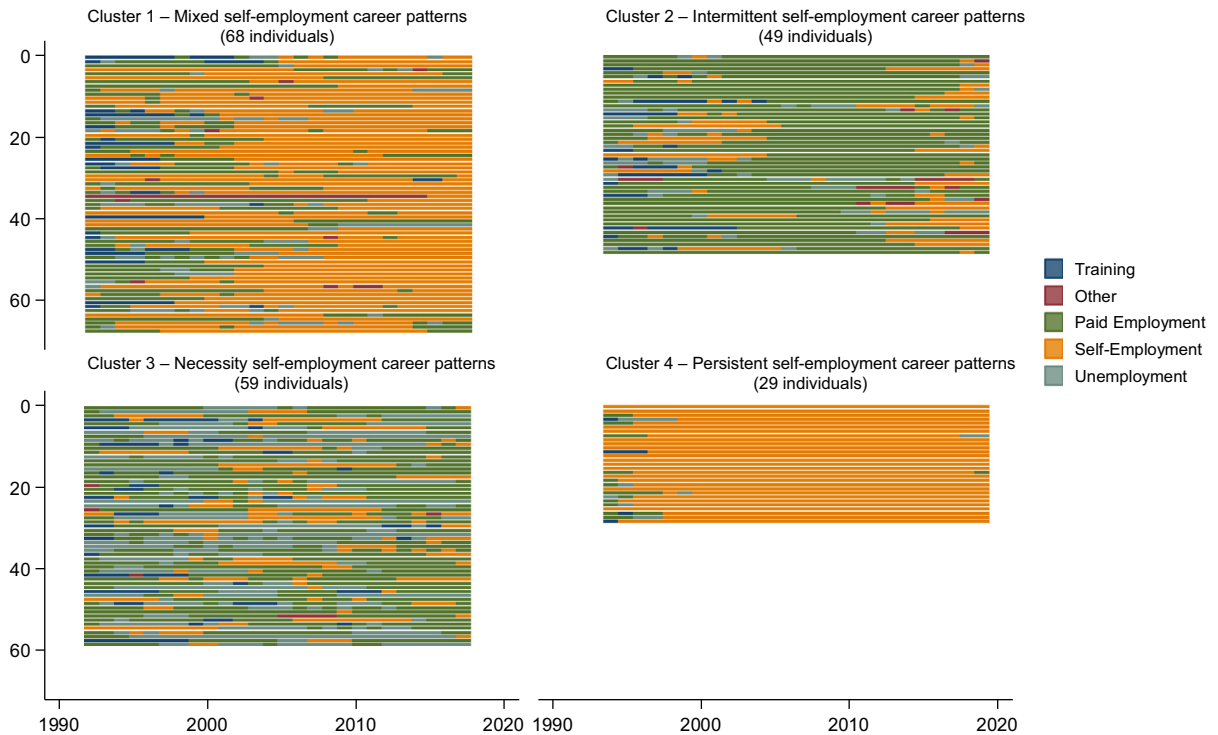 Cluster 1 – Mixed self-employment career patterns
(68 individuals)
Cluster 2 – Intermittent self-employment career patterns
(49 individuals)
0
20
40
60
Training
Other
Paid Employment
Self-Employment
Unemployment
Cluster 3 – Necessity self-employment career patterns
(59 individuals)
Cluster 4 – Persistent self-employment career patterns
(29 individuals)
0
20
40
60
1990
2000
2010
2020
1990
2000
2010
2020